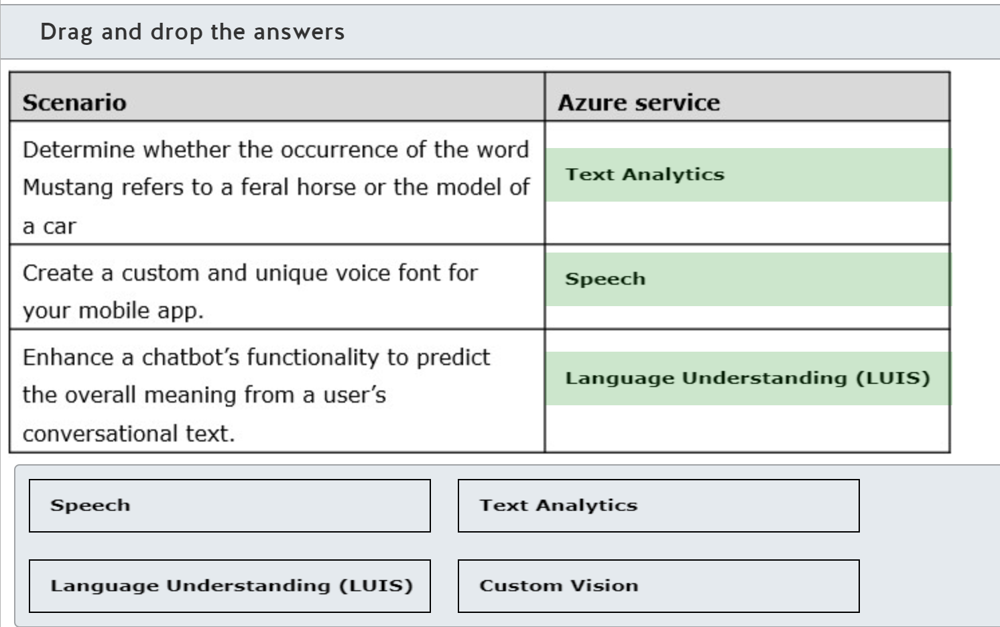 Drag and drop the answers
Scenario
Azure service
Determine whether the occurrence of the word
Mustang refers to a feral horse or the model of
a car
Text Analytics
Create a custom and unique voice font for
your mobile app.
Speech
Enhance a chatbot’s functionality to predict
the overall meaning from a user’s
conversational text.
Language Understanding (LUIS)
Speech
Text Analytics
Language Understanding (LUIS)
Custom Vision